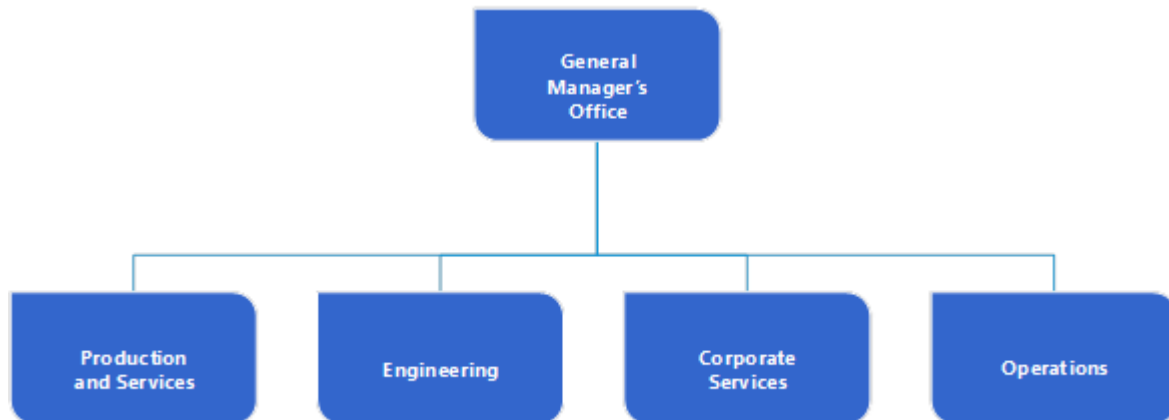 General
Manager’s
Office
Production
and Services
Engineering
Corporate
Services
Operations